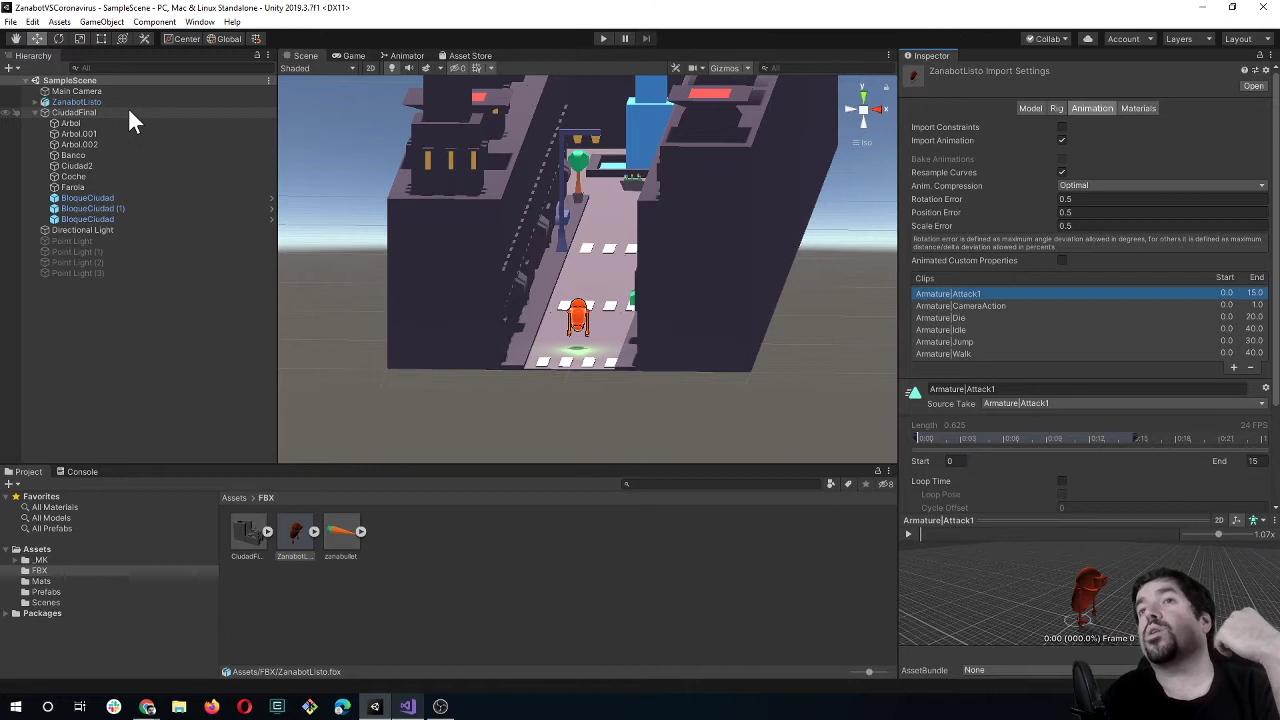 ZanabotVSCoronavirus - SampleScene - PC, Mac & Linux Standalone - Unity 2019.3.7f1 <DX11>
File Edit Assets GameObject Component Window Help
Center Global Collab Account Layers Layout
Hierarchy
All
SampleScene
Main Camera
ZanabotListo
CiudadFinal
Arbol
Arbol.001
Arbol.002
Banco
Ciudad2
Coche
Farola
BloqueCiudad
BloqueCiudad (1)
BloqueCiudad
Directional Light
Point Light
Point Light (1)
Point Light (2)
Point Light (3)
Scene Game Animator Asset Store
Shaded 2D 0 Gizmos All
y
x
Iso
Inspector
ZanabotListo Import Settings
Open
Model Rig Animation Materials
Import Constraints
Import Animation
Bake Animations
Resample Curves
Anim. Compression Optimal
Rotation Error 0.5
Position Error 0.5
Scale Error 0.5
Rotation error is defined as maximum angle deviation allowed in degrees, for others it is defined as maximum
distance/delta deviation allowed in percents
Animated Custom Properties
Clips Start End
Armature|Attack1 0.0 15.0
Armature|CameraAction 0.0 1.0
Armature|Die 0.0 20.0
Armature|Idle 0.0 40.0
Armature|Jump 0.0 30.0
Armature|Walk 0.0 40.0
Armature|Attack1
Source Take Armature|Attack1
Length 0.625 24 FPS
0:00 0:03 0:06 0:09 0:12 0:15 0:18 0:21
Start 0 End 15
Loop Time
Loop Pose
Cycle Offset 0
Armature|Attack1 2D
1.07x
0:00 (000.0%) Frame 0
AssetBundle None
Project Console
8
Favorites
All Materials
All Models
All Prefabs
Assets
_MK
FBX
Mats
Prefabs
Scenes
Packages
Assets > FBX
CiudadFi... ZanabotL... zanabullet
Assets/FBX/ZanabotListo.fbx